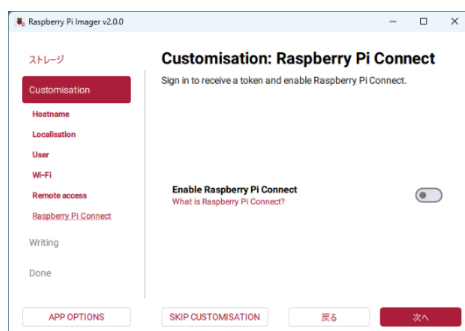 Raspberry Pi Imager v2.0.0
ストレージ
Customisation
Hostname
Localisation
User
Wi-Fi
Remote access
Raspberry Pi Connect
Writing
Done
Customisation: Raspberry Pi Connect
Sign in to receive a token and enable Raspberry Pi Connect.
Enable Raspberry Pi Connect
What is Raspberry Pi Connect?
APP OPTIONS
SKIP CUSTOMISATION
戻る
次へ